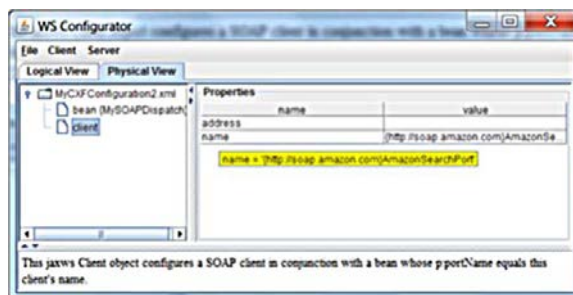 WS Configurator
File Client Server
Logical View Physical View
MyCXFConfiguration2.xml
bean (MySOAPDispatch(
client
Properties
name value
address
name {http://soap.amazon.com}AmazonSe...
name = '{http://soap.amazon.com}AmazonSearchPort'
This jaxws Client object configures a SOAP client in conjunction with a bean whose p:portName equals this
client's name.